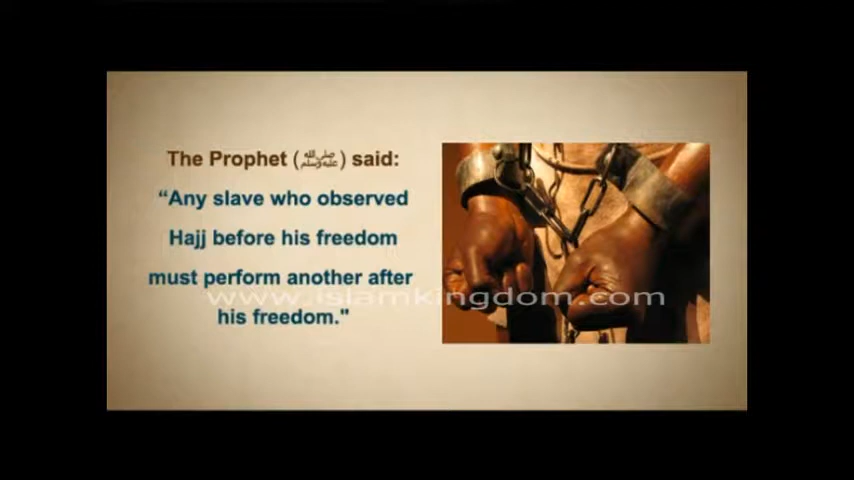 The Prophet (ﷺ) said:
“Any slave who observed
Hajj before his freedom
must perform another after
his freedom."
www.islamkingdom.com